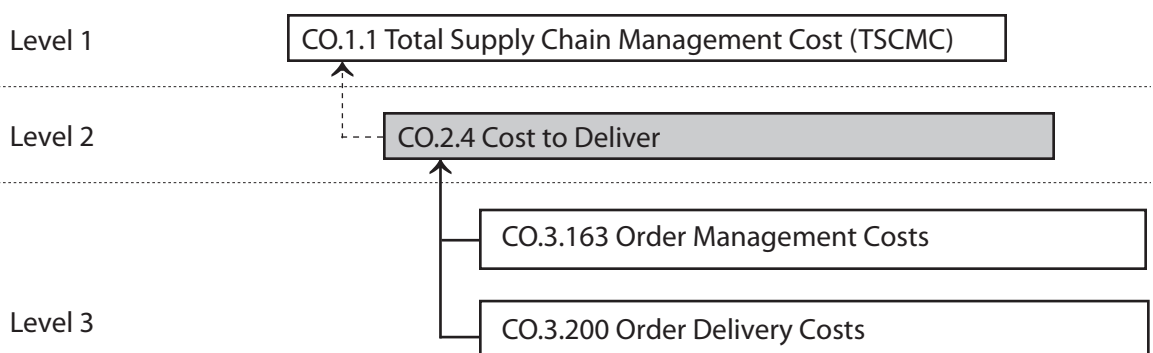 Level 1
CO.1.1 Total Supply Chain Management Cost (TSCMC)
Level 2
CO.2.4 Cost to Deliver
CO.3.163 Order Management Costs
Level 3
CO.3.200 Order Delivery Costs